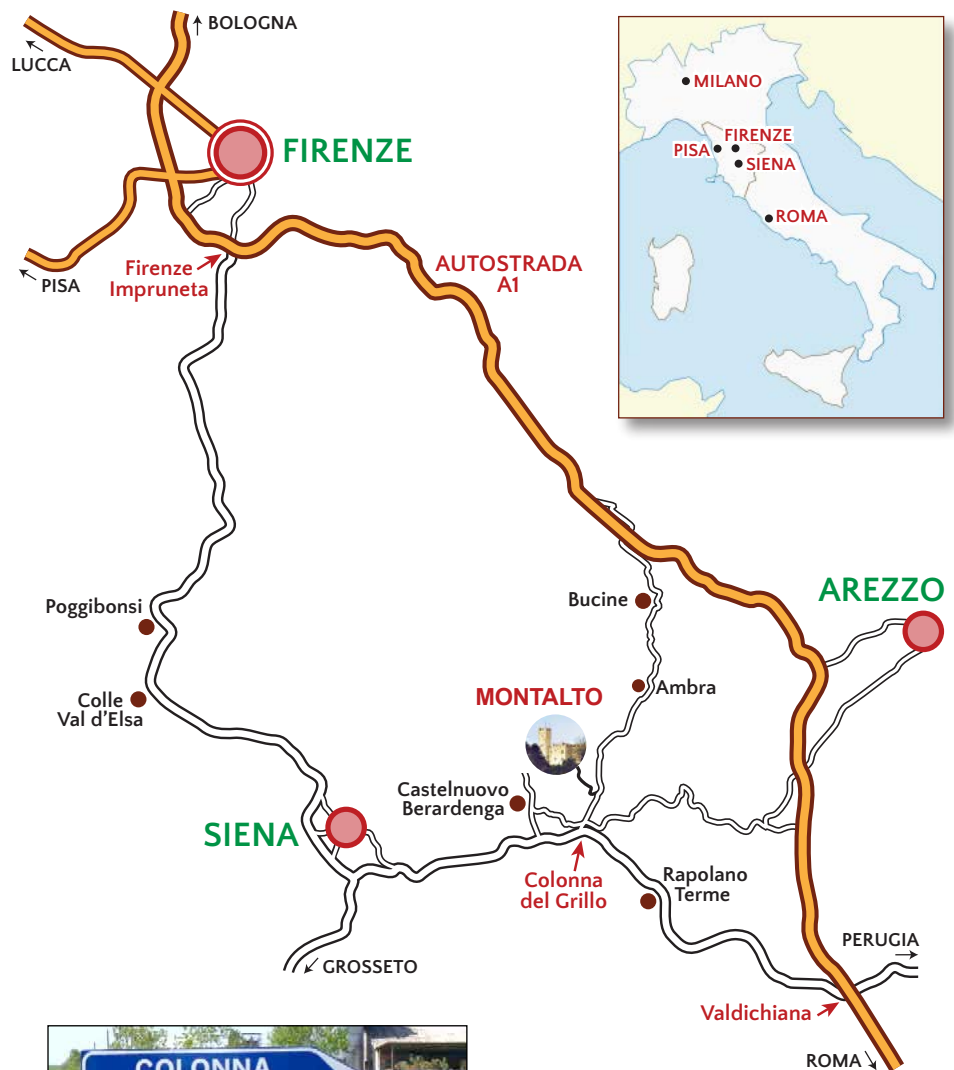 BOLOGNA
LUCCA
FIRENZE
PISA
Firenze
Impruneta
AUTOSTRADA
A1
MILANO
FIRENZE
PISA
SIENA
ROMA
Poggibonsi
Colle
Val d'Elsa
Bucine
AREZZO
Ambra
MONTALTO
Castelnuovo
Berardenga
SIENA
Colonna
del Grillo
Rapolano
Terme
GROSSETO
PERUGIA
Valdichiana
ROMA
COLONNA